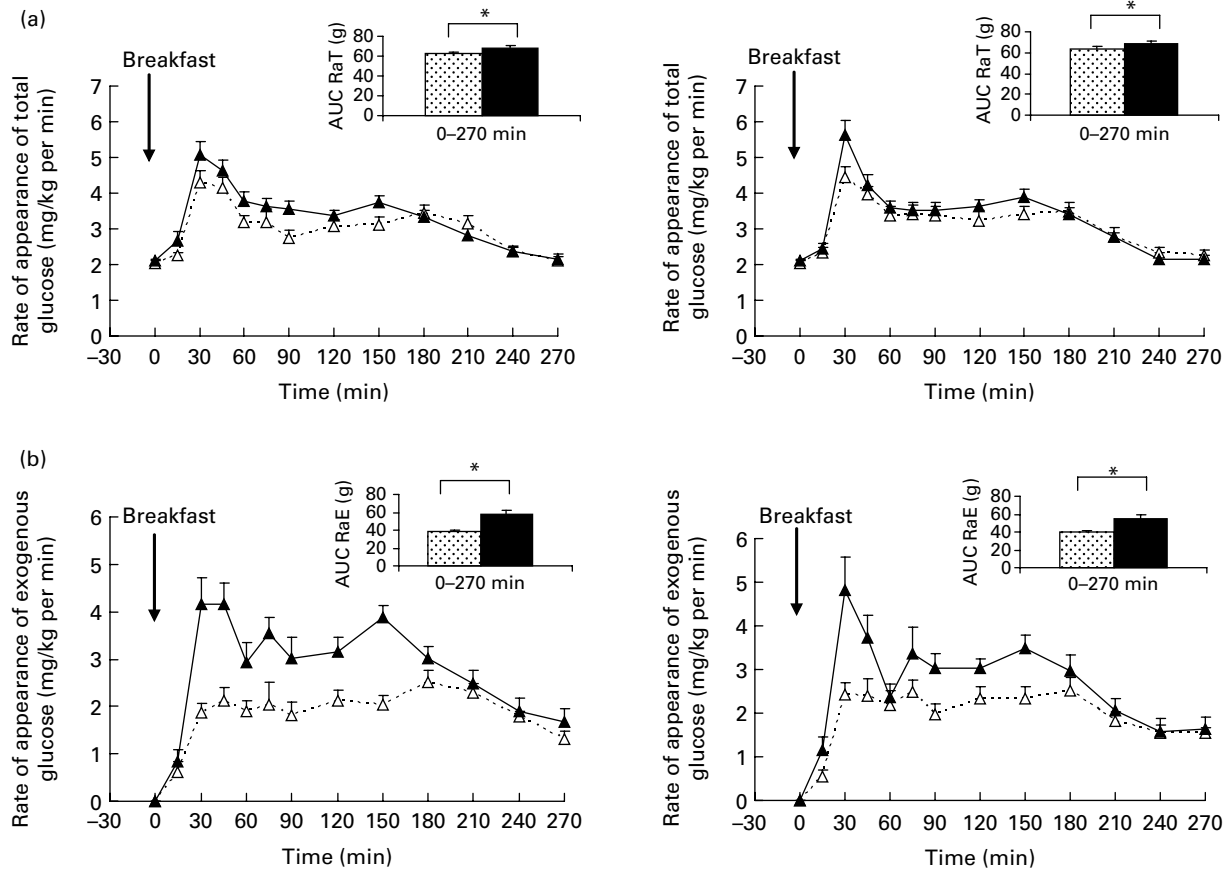 (a)
Breakfast
*
AUC RaT (g)
80
60
40
20
0
0–270 min
Rate of appearance of total
glucose (mg/kg per min)
7
6
5
4
3
2
1
0
–30 0 30 60 90 120 150 180 210 240 270
Time (min)
Breakfast
*
AUC RaT (g)
80
60
40
20
0
0–270 min
Rate of appearance of total
glucose (mg/kg per min)
7
6
5
4
3
2
1
0
–30 0 30 60 90 120 150 180 210 240 270
Time (min)
(b)
Breakfast
*
AUC RaE (g)
80
60
40
20
0
0–270 min
Rate of appearance of exogenous
glucose (mg/kg per min)
6
5
4
3
2
1
0
–30 0 30 60 90 120 150 180 210 240 270
Time (min)
Breakfast
*
AUC RaE (g)
80
60
40
20
0
0–270 min
Rate of appearance of exogenous
glucose (mg/kg per min)
6
5
4
3
2
1
0
–30 0 30 60 90 120 150 180 210 240 270
Time (min)